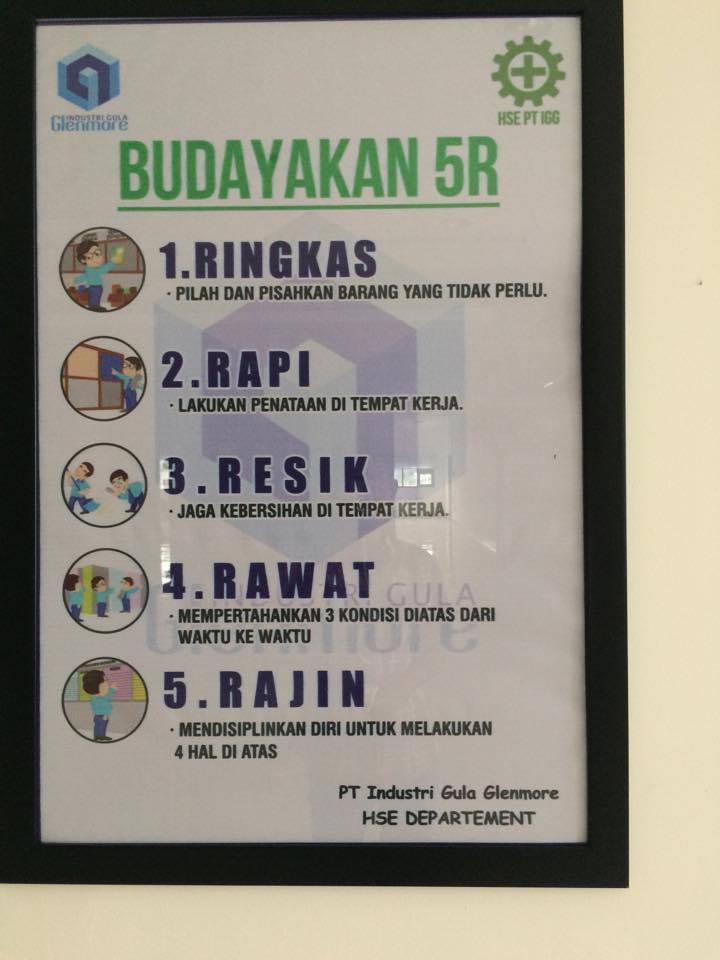 INDUSTRI GULA
Glenmore
HSE PT IGG
BUDAYAKAN 5R
1.RINGKAS
· PILAH DAN PISAHKAN BARANG YANG TIDAK PERLU.
2.RAPI
· LAKUKAN PENATAAN DI TEMPAT KERJA.
3.RESIK
· JAGA KEBERSIHAN DI TEMPAT KERJA.
4.RAWAT
INDUSTRI GULA
Glenmore
· MEMPERTAHANKAN 3 KONDISI DIATAS DARI
WAKTU KE WAKTU
5.RAJIN
· MENDISIPLINKAN DIRI UNTUK MELAKUKAN
4 HAL DI ATAS
PT Industri Gula Glenmore
HSE DEPARTEMENT